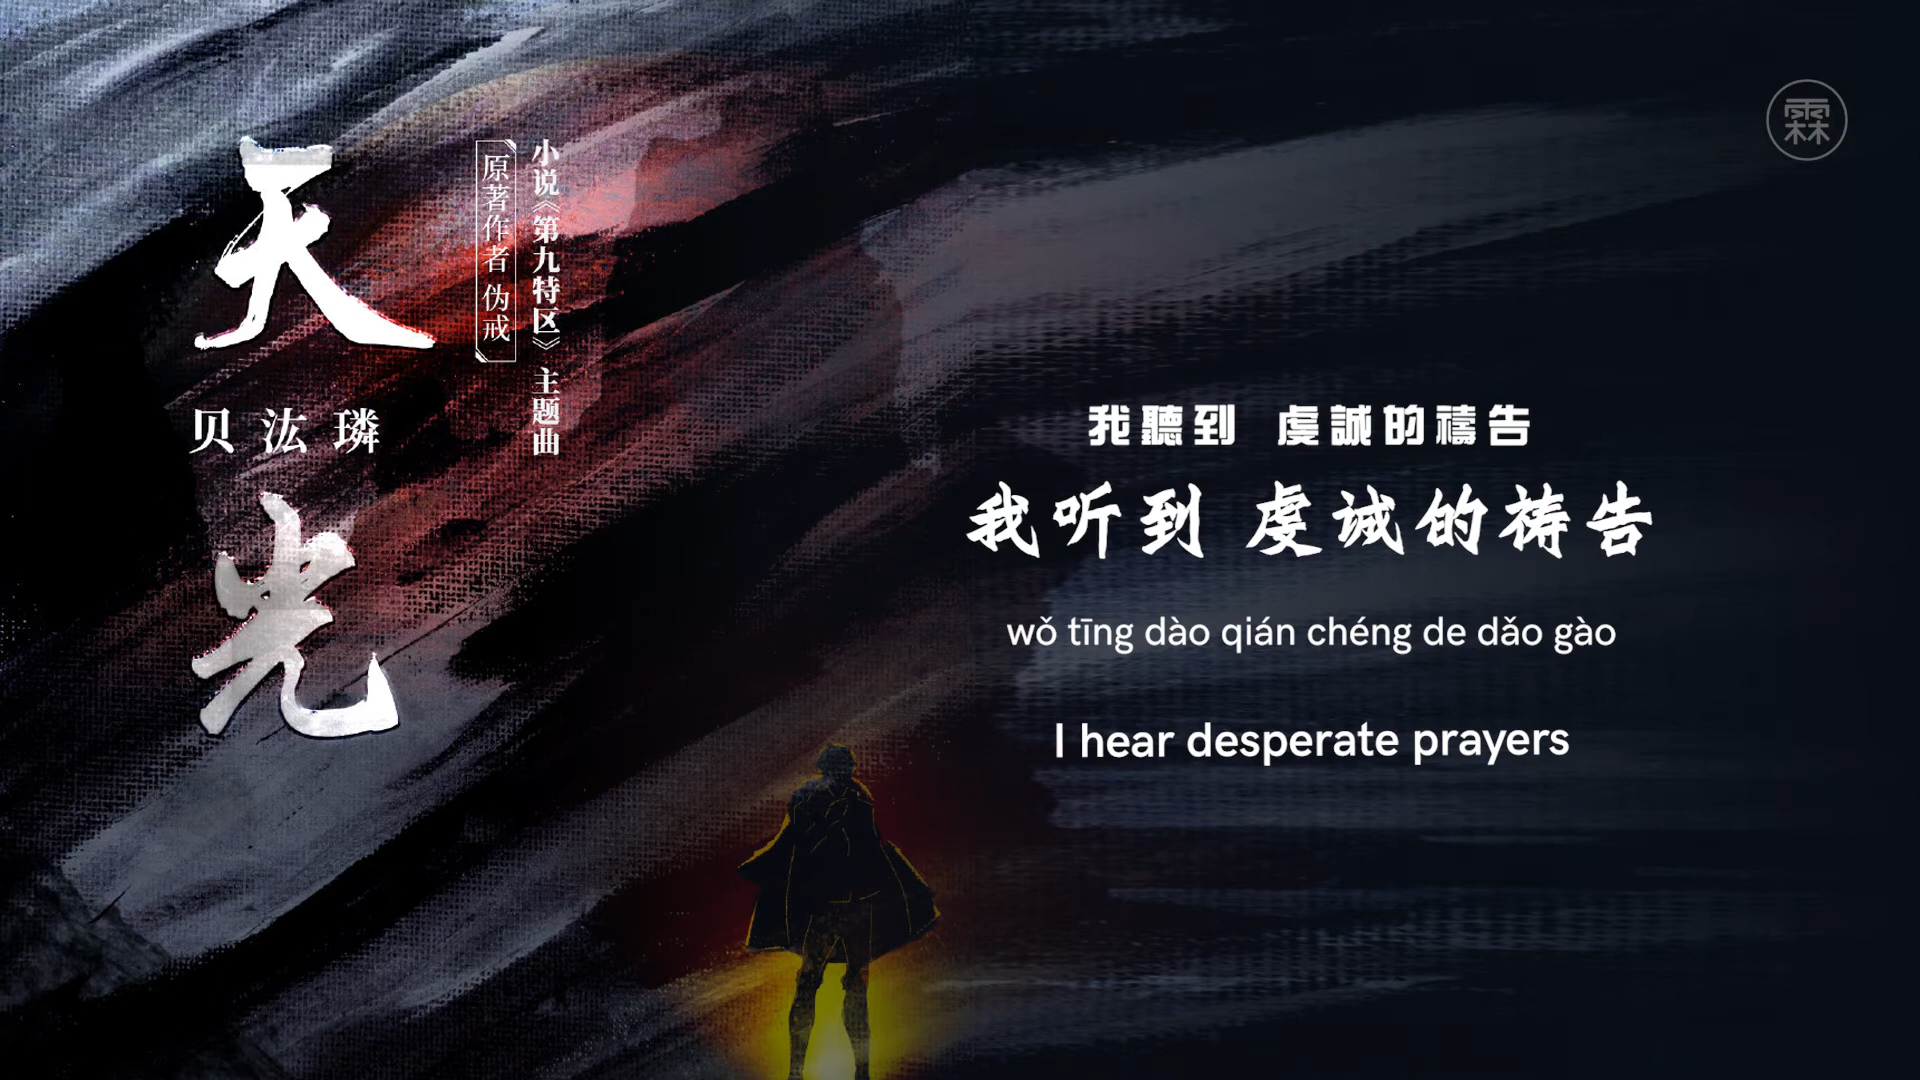 天光
贝汯璘
小说《第九特区》主题曲
原著作者 伪戒
霖
我聽到 虔誠的禱告
我听到 虔诚的祷告
wǒ tīng dào qián chéng de dǎo gào
I hear desperate prayers